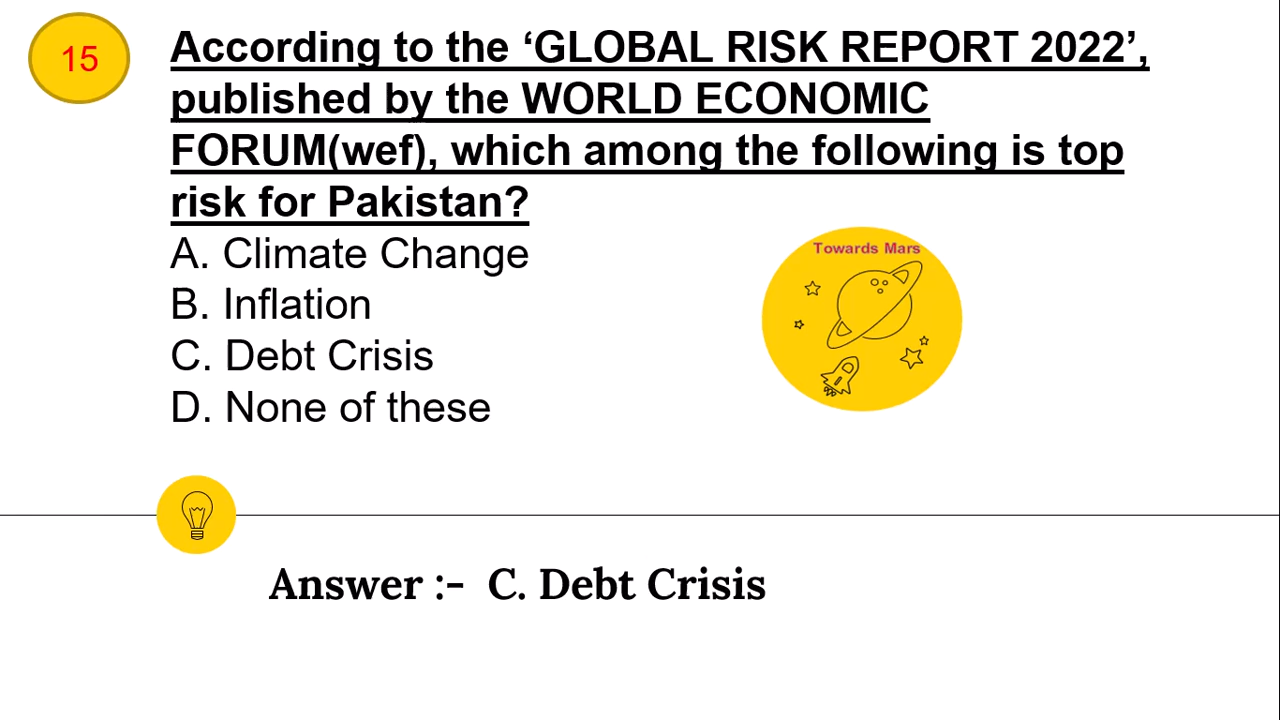 15
According to the ‘GLOBAL RISK REPORT 2022’,
published by the WORLD ECONOMIC
FORUM(wef), which among the following is top
risk for Pakistan?
A. Climate Change
B. Inflation
C. Debt Crisis
D. None of these
Towards Mars
Answer :- C. Debt Crisis